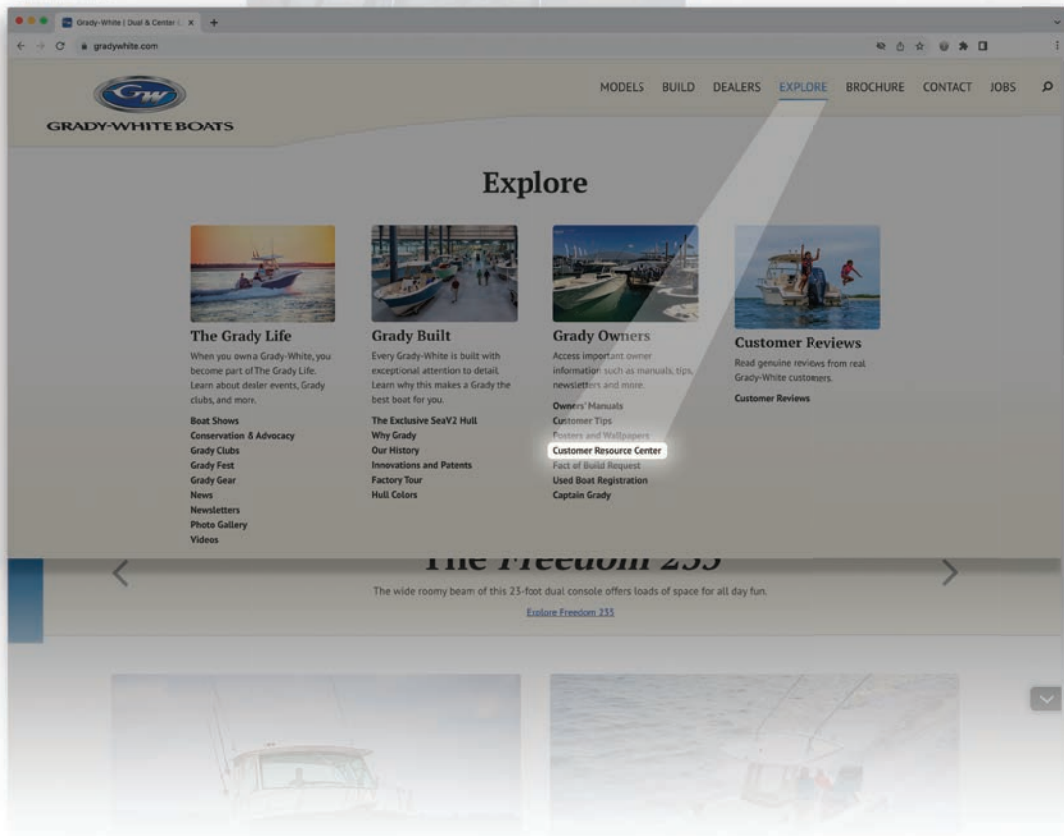 Grady-White | Dual & Center C
gradywhite.com
GW
GRADY-WHITE BOATS
MODELS BUILD DEALERS EXPLORE BROCHURE CONTACT JOBS
Explore
The Grady Life
When you own a Grady-White, you
become part of The Grady Life.
Learn about dealer events, Grady
clubs, and more.
Boat Shows
Conservation & Advocacy
Grady Clubs
Grady Fest
Grady Gear
News
Newsletters
Photo Gallery
Videos
Grady Built
Every Grady-White is built with
exceptional attention to detail.
Learn why this makes a Grady the
best boat for you.
The Exclusive SeaV2 Hull
Why Grady
Our History
Innovations and Patents
Factory Tour
Hull Colors
Grady Owners
Access important owner
information such as manuals, tips,
newsletters and more.
Owners' Manuals
Customer Tips
Posters and Wallpapers
Customer Resource Center
Fact of Build Request
Used Boat Registration
Captain Grady
Customer Reviews
Read genuine reviews from real
Grady-White customers.
Customer Reviews
The Freedom 235
The wide roomy beam of this 23-foot dual console offers loads of space for all day fun.
Explore Freedom 235